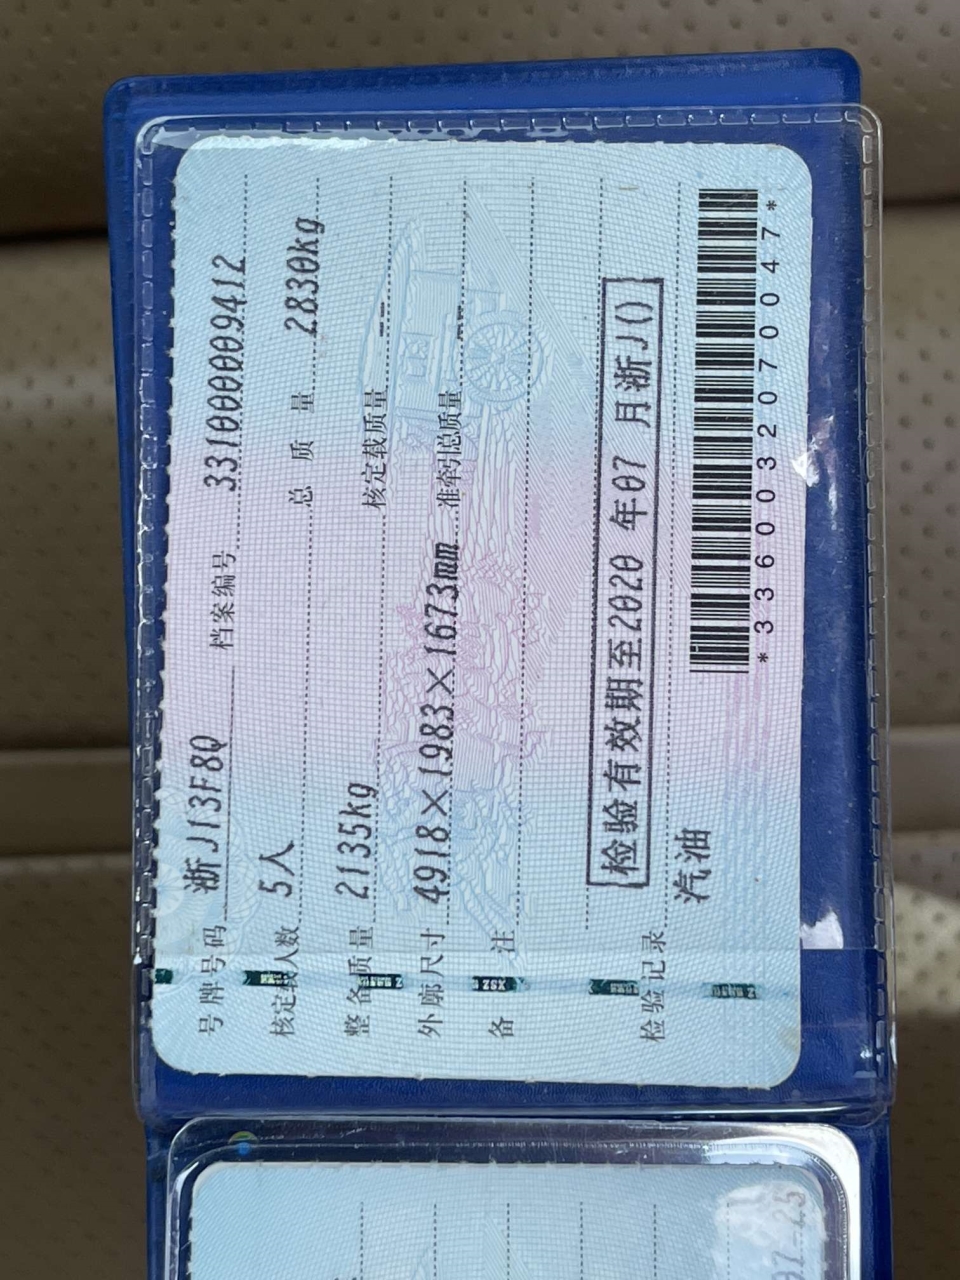 号牌号码 浙J13F8Q 档案编号 331000009412
核定载人数 5人 总质量 2830kg
整备质量 2135kg 核定载质量 --
外廓尺寸 4918×1983×1673mm 准牵引总质量 --
备注
检验有效期至2020年07月浙J()
检验记录
汽油
*3360032070047*